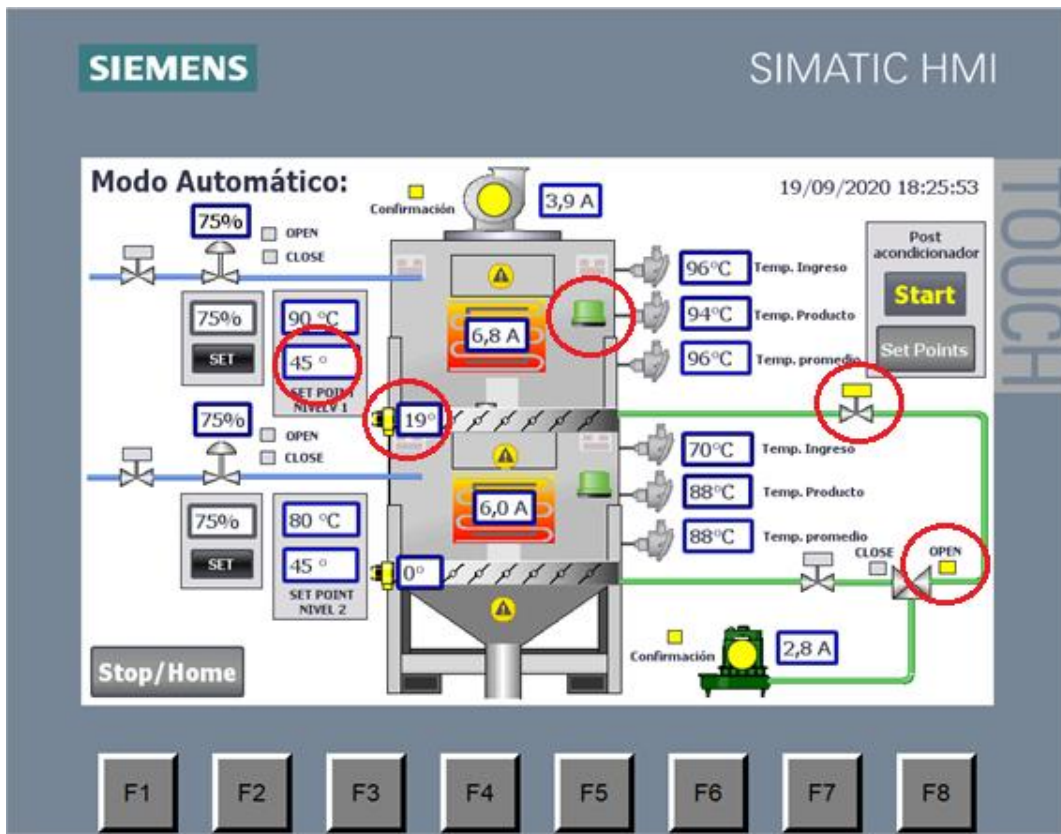 SIEMENS
SIMATIC HMI
TOUCH
Modo Automático:
19/09/2020 18:25:53
Confirmación
3,9 A
75%
OPEN
CLOSE
75%
SET
90 °C
45 °
SET POINT
NIVELV 1
6,8 A
96°C Temp. Ingreso
94°C Temp. Producto
96°C Temp. promedio
Post
acondicionador
Start
Set Points
19°
19°
75%
OPEN
CLOSE
75%
SET
80 °C
45 °
SET POINT
NIVEL 2
6,0 A
0°
70°C Temp. Ingreso
88°C Temp. Producto
88°C Temp. promedio
CLOSE
OPEN
Confirmación
2,8 A
Stop/Home
F1 F2 F3 F4 F5 F6 F7 F8